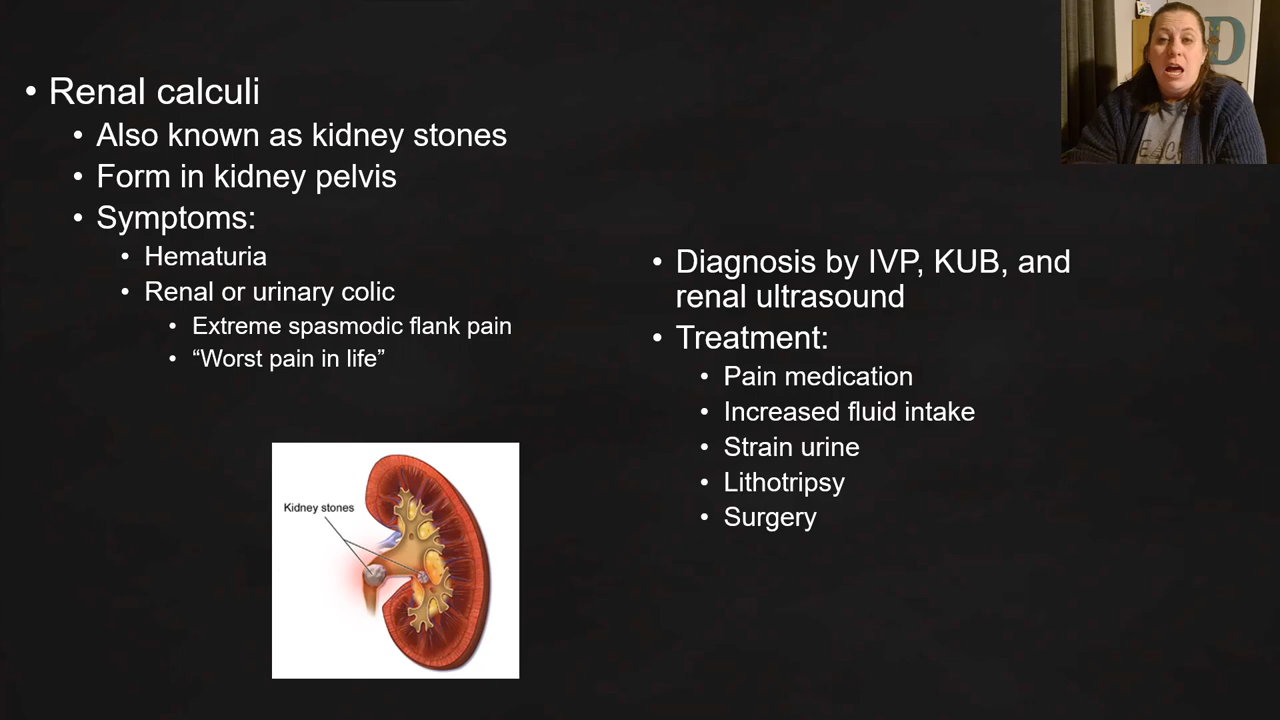 • Renal calculi
• Also known as kidney stones
• Form in kidney pelvis
• Symptoms:
• Hematuria
• Renal or urinary colic
• Extreme spasmodic flank pain
• “Worst pain in life”
Kidney stones
• Diagnosis by IVP, KUB, and
renal ultrasound
• Treatment:
• Pain medication
• Increased fluid intake
• Strain urine
• Lithotripsy
• Surgery
D